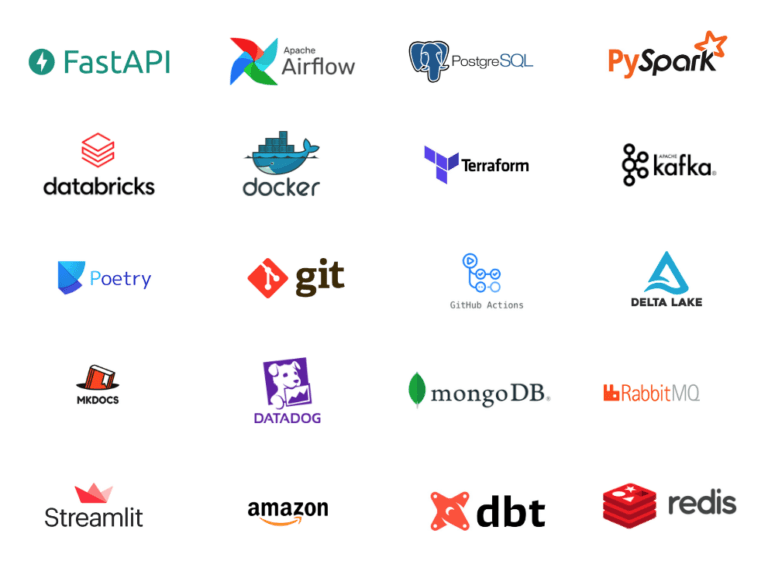 FastAPI
Apache
Airflow
PostgreSQL
PySpark
databricks
docker
Terraform
APACHE
kafka®
Poetry
git
GitHub Actions
DELTA LAKE
MKDOCS
DATADOG
mongoDB®
RabbitMQ
Streamlit
amazon
dbt
redis